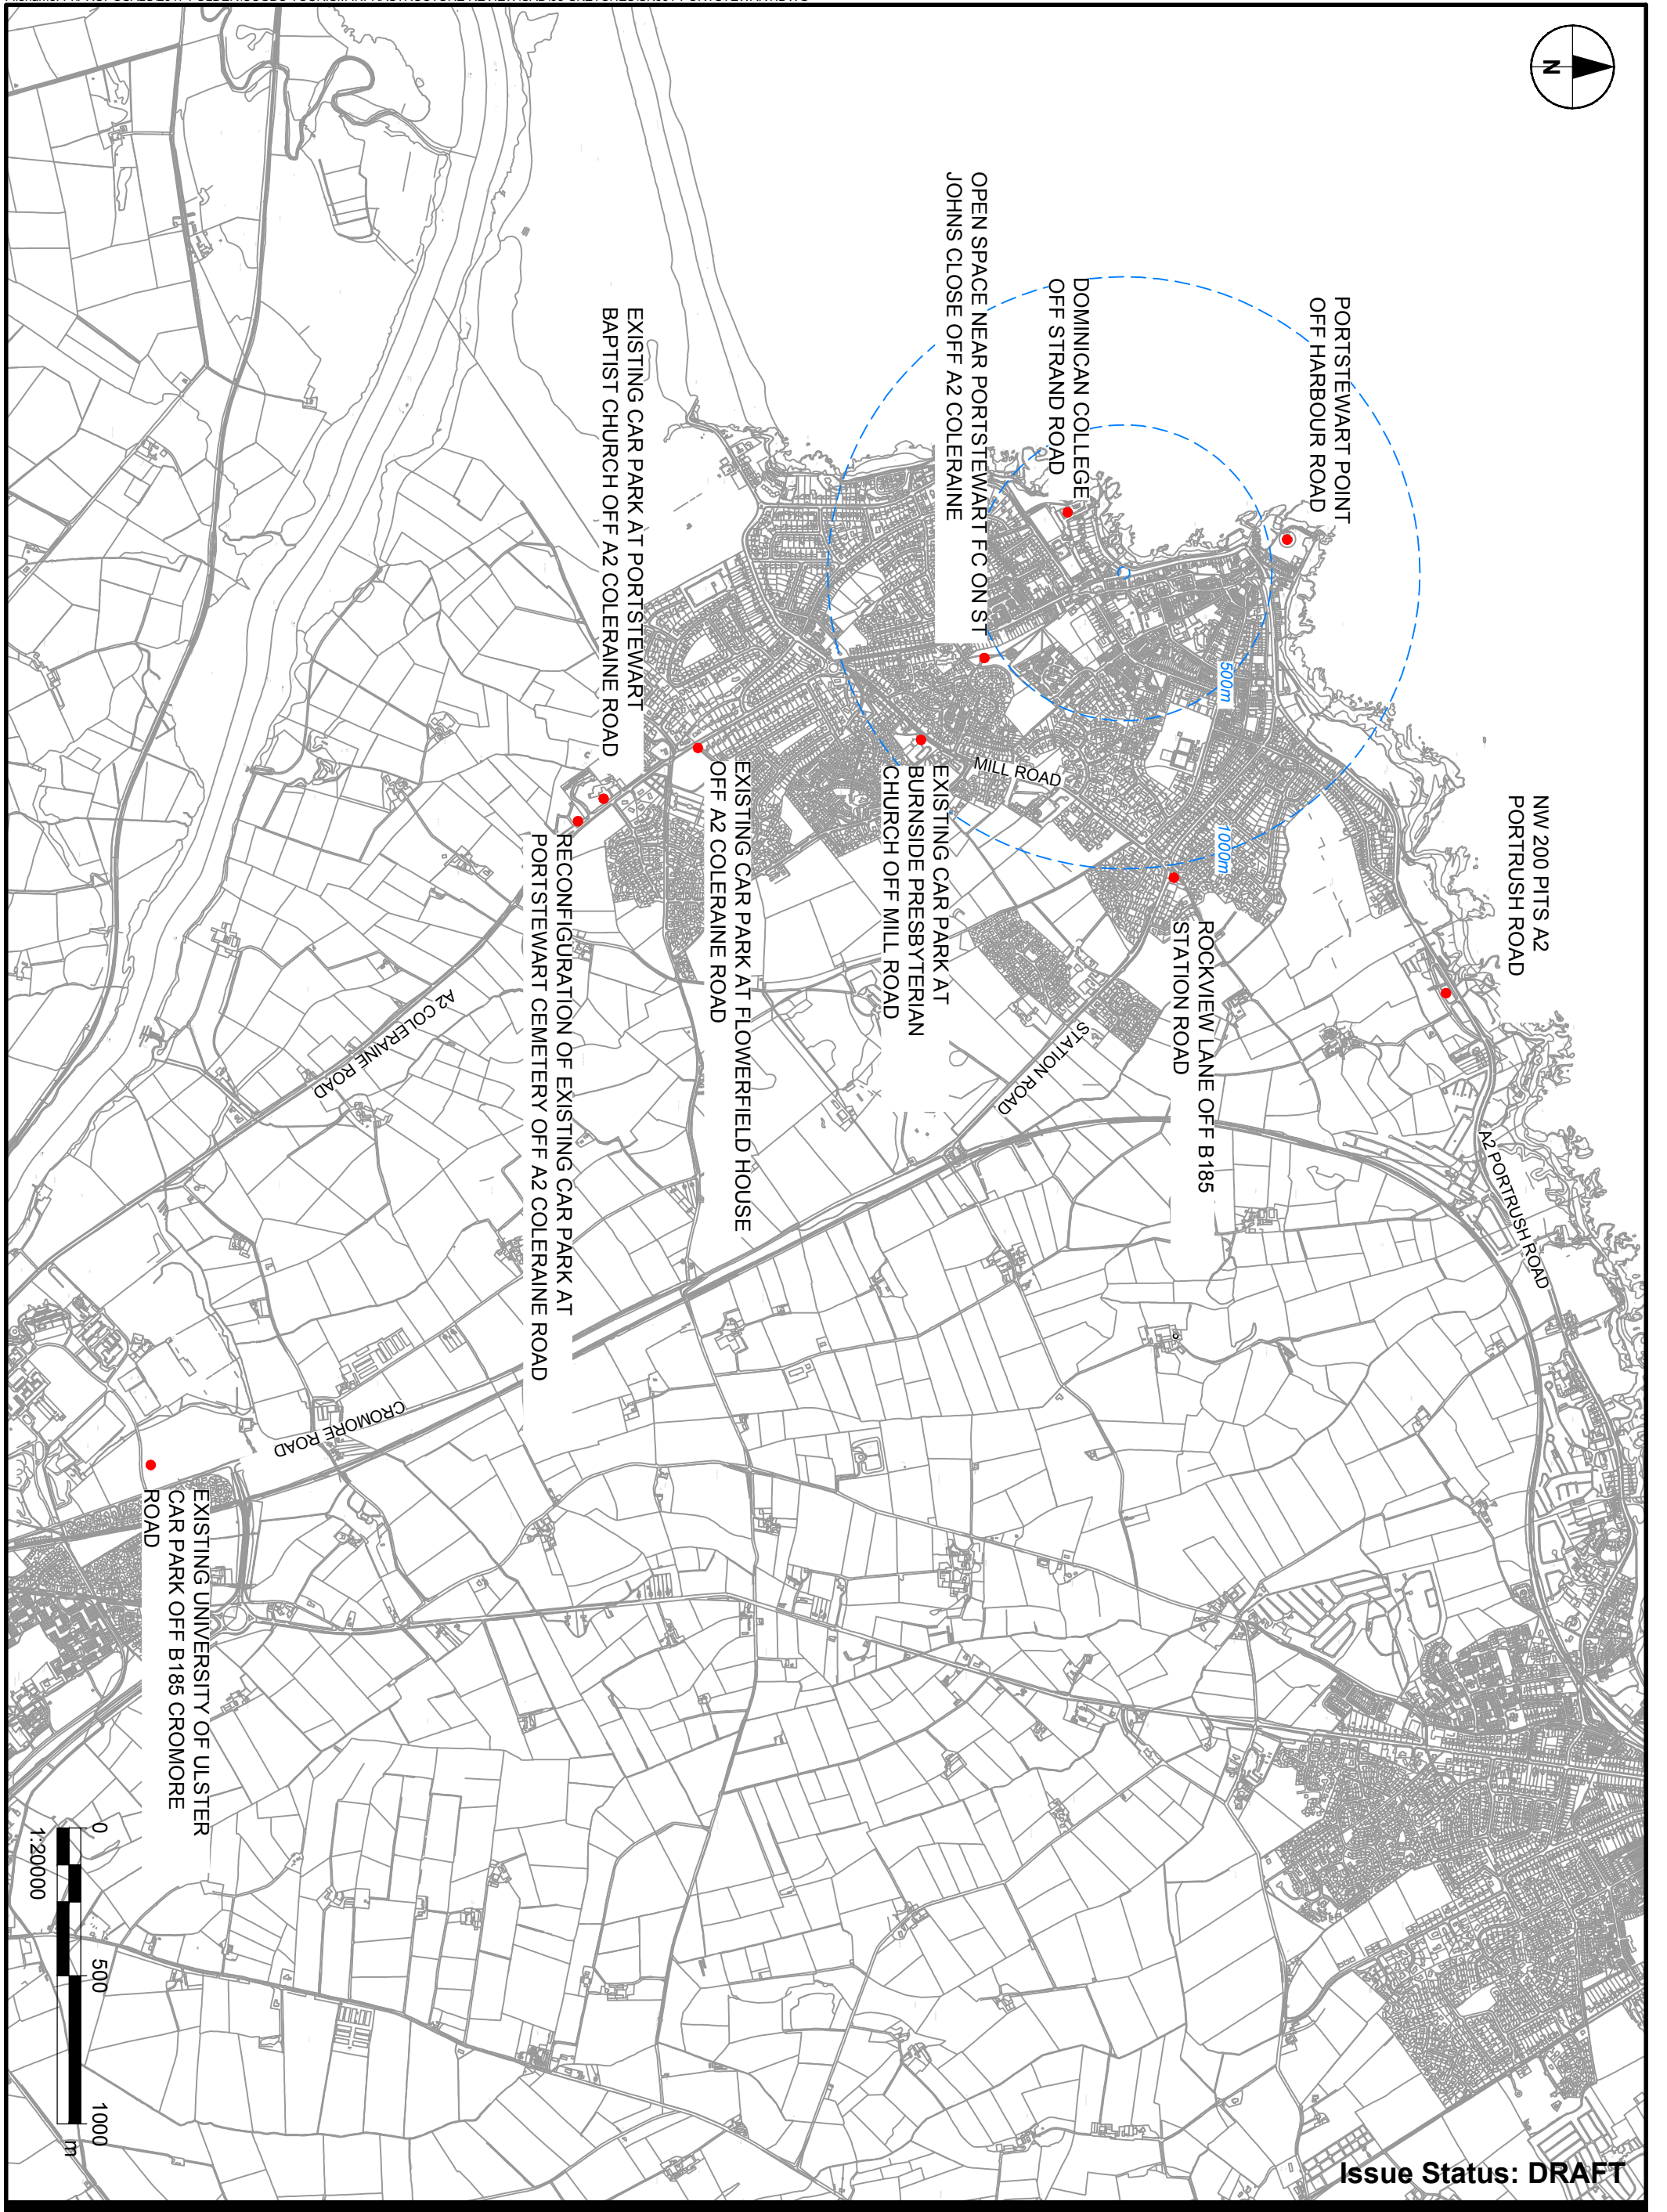 N
PORTSTEWART POINT
OFF HARBOUR ROAD
DOMINICAN COLLEGE
OFF STRAND ROAD
OPEN SPACE NEAR PORTSTEWART FC ON ST
JOHNS CLOSE OFF A2 COLERAINE
EXISTING CAR PARK AT PORTSTEWART
BAPTIST CHURCH OFF A2 COLERAINE ROAD
500m
1000m
NW 200 PITS A2
PORTRUSH ROAD
MILL ROAD
EXISTING CAR PARK AT
BURNSIDE PRESBYTERIAN
CHURCH OFF MILL ROAD
EXISTING CAR PARK AT FLOWERFIELD HOUSE
OFF A2 COLERAINE ROAD
RECONFIGURATION OF EXISTING CAR PARK AT
PORTSTEWART CEMETERY OFF A2 COLERAINE ROAD
ROCKVIEW LANE OFF B185
STATION ROAD
STATION ROAD
A2 COLERAINE ROAD
A2 PORTRUSH ROAD
CROMORE ROAD
EXISTING UNIVERSITY OF ULSTER
CAR PARK OFF B185 CROMORE
ROAD
0 500 1000
m
1:20000
Issue Status: DRAFT